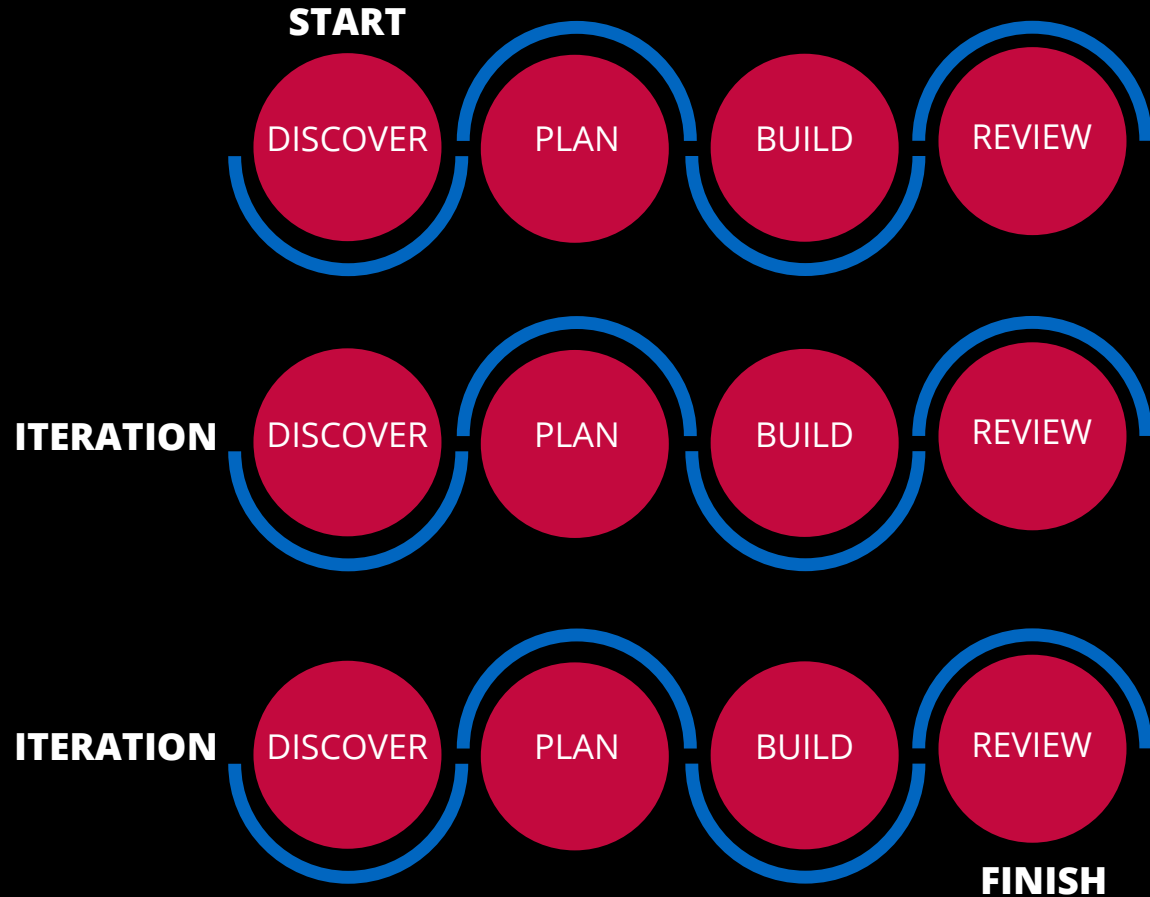 START
DISCOVER PLAN BUILD REVIEW
ITERATION DISCOVER PLAN BUILD REVIEW
ITERATION DISCOVER PLAN BUILD REVIEW
FINISH